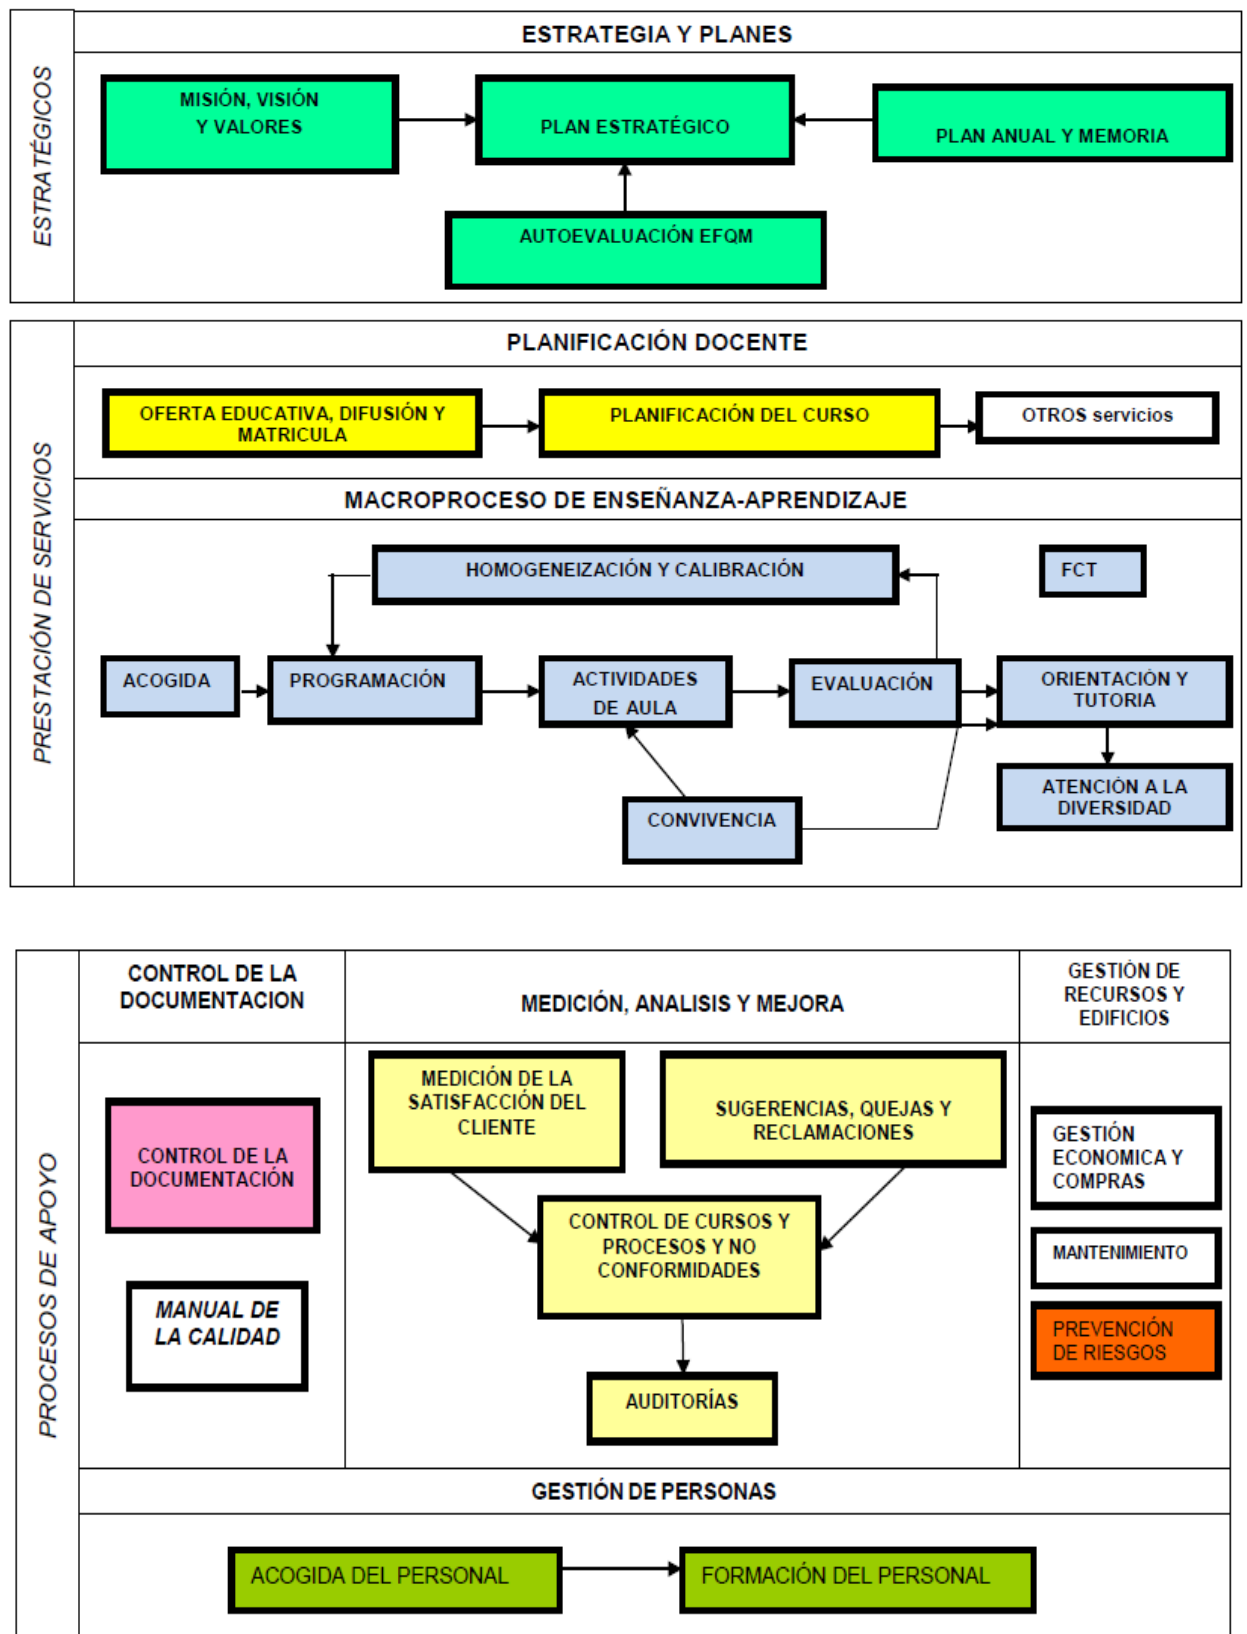 ESTRATÉGICOS
ESTRATEGIA Y PLANES
MISIÓN, VISIÓN
Y VALORES
PLAN ESTRATÉGICO
PLAN ANUAL Y MEMORIA
AUTOEVALUACIÓN EFQM
PRESTACIÓN DE SERVICIOS
PLANIFICACIÓN DOCENTE
OFERTA EDUCATIVA, DIFUSIÓN Y
MATRICULA
PLANIFICACIÓN DEL CURSO
OTROS servicios
MACROPROCESO DE ENSEÑANZA-APRENDIZAJE
HOMOGENEIZACIÓN Y CALIBRACIÓN
FCT
ACOGIDA
PROGRAMACIÓN
ACTIVIDADES
DE AULA
EVALUACIÓN
ORIENTACIÓN Y
TUTORIA
CONVIVENCIA
ATENCIÓN A LA
DIVERSIDAD
PROCESOS DE APOYO
CONTROL DE LA
DOCUMENTACION
MEDICIÓN, ANALISIS Y MEJORA
GESTIÓN DE
RECURSOS Y
EDIFICIOS
CONTROL DE LA
DOCUMENTACIÓN
MANUAL DE
LA CALIDAD
MEDICIÓN DE LA
SATISFACCIÓN DEL
CLIENTE
SUGERENCIAS, QUEJAS Y
RECLAMACIONES
CONTROL DE CURSOS Y
PROCESOS Y NO
CONFORMIDADES
AUDITORÍAS
GESTIÓN
ECONOMICA Y
COMPRAS
MANTENIMIENTO
PREVENCIÓN
DE RIESGOS
GESTIÓN DE PERSONAS
ACOGIDA DEL PERSONAL
FORMACIÓN DEL PERSONAL